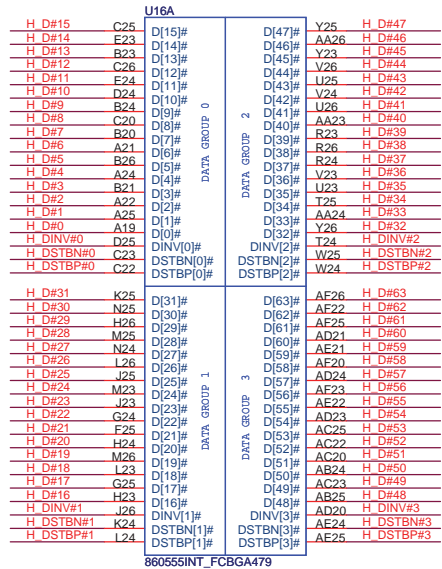 U16A
H_D#15 C25 D[15]# D[47]# Y25 H_D#47
H_D#14 E23 D[14]# D[46]# AA26 H_D#46
H_D#13 B23 D[13]# D[45]# Y23 H_D#45
H_D#12 C26 D[12]# D[44]# V26 H_D#44
H_D#11 E24 D[11]# D[43]# U25 H_D#43
H_D#10 D24 D[10]# D[42]# V24 H_D#42
H_D#9 B24 D[9]# D[41]# U26 H_D#41
H_D#8 C20 D[8]# D[40]# AA23 H_D#40
H_D#7 B20 D[7]# D[39]# R23 H_D#39
H_D#6 A21 D[6]# D[38]# R26 H_D#38
H_D#5 B26 D[5]# D[37]# R24 H_D#37
H_D#4 A24 D[4]# D[36]# V23 H_D#36
H_D#3 B21 D[3]# D[35]# U23 H_D#35
H_D#2 A22 D[2]# D[34]# T25 H_D#34
H_D#1 A25 D[1]# D[33]# AA24 H_D#33
H_D#0 A19 D[0]# D[32]# Y26 H_D#32
H_DINV#0 D25 DINV[0]# DINV[2]# T24 H_DINV#2
H_DSTBN#0 C23 DSTBN[0]# DSTBN[2]# W25 H_DSTBN#2
H_DSTBP#0 C22 DSTBP[0]# DSTBP[2]# W24 H_DSTBP#2
DATA GROUP 0
DATA GROUP 2
H_D#31 K25 D[31]# D[63]# AF26 H_D#63
H_D#30 N25 D[30]# D[62]# AF22 H_D#62
H_D#29 H26 D[29]# D[61]# AF25 H_D#61
H_D#28 M25 D[28]# D[60]# AD21 H_D#60
H_D#27 N24 D[27]# D[59]# AE21 H_D#59
H_D#26 L26 D[26]# D[58]# AF20 H_D#58
H_D#25 J25 D[25]# D[57]# AD24 H_D#57
H_D#24 M23 D[24]# D[56]# AF23 H_D#56
H_D#23 J23 D[23]# D[55]# AE22 H_D#55
H_D#22 G24 D[22]# D[54]# AD23 H_D#54
H_D#21 F25 D[21]# D[53]# AC25 H_D#53
H_D#20 H24 D[20]# D[52]# AC22 H_D#52
H_D#19 M26 D[19]# D[51]# AC20 H_D#51
H_D#18 L23 D[18]# D[50]# AB24 H_D#50
H_D#17 G25 D[17]# D[49]# AC23 H_D#49
H_D#16 H23 D[16]# D[48]# AB25 H_D#48
H_DINV#1 J26 DINV[1]# DINV[3]# AD20 H_DINV#3
H_DSTBN#1 K24 DSTBN[1]# DSTBN[3]# AE24 H_DSTBN#3
H_DSTBP#1 L24 DSTBP[1]# DSTBP[3]# AE25 H_DSTBP#3
DATA GROUP 1
DATA GROUP 3
860555INT_FCBGA479